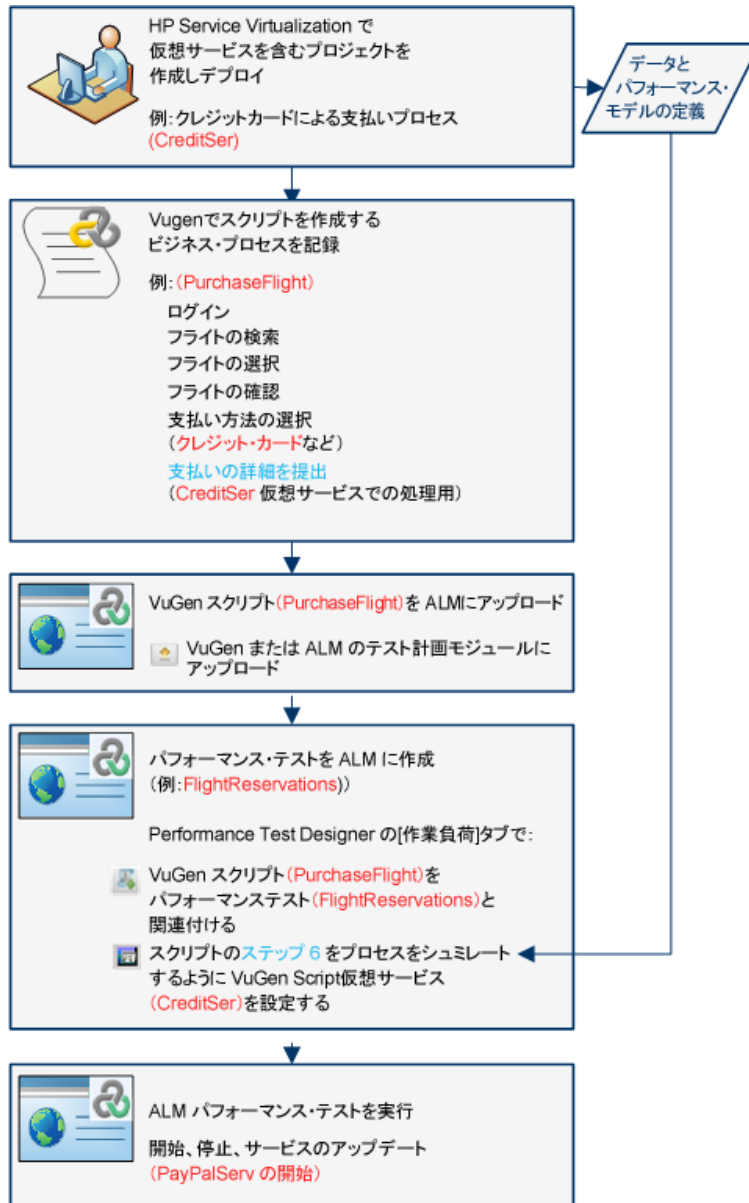 HP Service Virtualization で
仮想サービスを含むプロジェクトを
作成しデプロイ
例:クレジットカードによる支払いプロセス
(CreditSer)
データと
パフォーマンス・
モデルの定義
Vugenでスクリプトを作成する
ビジネス・プロセスを記録
例:(PurchaseFlight)
ログイン
フライトの検索
フライトの選択
フライトの確認
支払い方法の選択
(クレジット・カードなど)
支払いの詳細を提出
(CreditSer 仮想サービスでの処理用)
VuGen スクリプト(PurchaseFlight)を ALMにアップロード
VuGen または ALM のテスト計画モジュールに
アップロード
パフォーマンス・テストを ALM に作成
(例:FlightReservations))
Performance Test Designer の[作業負荷]タブで:
VuGen スクリプト(PurchaseFlight)を
パフォーマンステスト(FlightReservations)と
関連付ける
スクリプトのステップ 6 をプロセスをシュミレート
するように VuGen Script仮想サービス
(CreditSer)を設定する
ALM パフォーマンス・テストを実行
開始、停止、サービスのアップデート
(PayPalServ の開始)